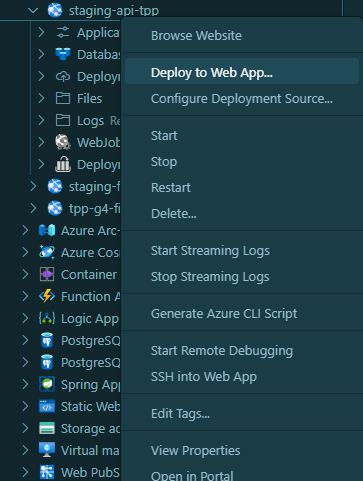 staging-api-tpp
Applica
Databas
Deploym
Files
Logs Re
WebJob
Deploym
staging-f
tpp-g4-fi
Azure Arc-
Azure Cos
Container
Function A
Logic App
PostgreSQ
PostgreSQ
Spring App
Static Web
Storage ac
Virtual ma
Web PubS
Browse Website
Deploy to Web App...
Configure Deployment Source...
Start
Stop
Restart
Delete...
Start Streaming Logs
Stop Streaming Logs
Generate Azure CLI Script
Start Remote Debugging
SSH into Web App
Edit Tags...
View Properties
Open in Portal